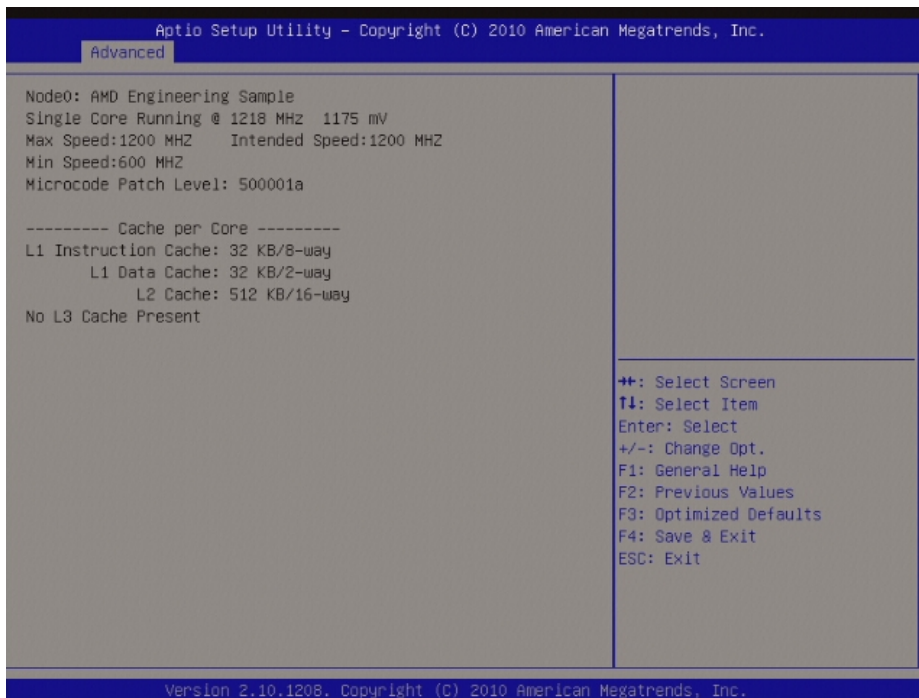 Aptio Setup Utility – Copyright (C) 2010 American Megatrends, Inc.
Advanced
Node0: AMD Engineering Sample
Single Core Running @ 1218 MHz 1175 mV
Max Speed:1200 MHZ Intended Speed:1200 MHZ
Min Speed:600 MHZ
Microcode Patch Level: 500001a
--------- Cache per Core ---------
L1 Instruction Cache: 32 KB/8-way
L1 Data Cache: 32 KB/2-way
L2 Cache: 512 KB/16-way
No L3 Cache Present
→←: Select Screen
↑↓: Select Item
Enter: Select
+/-: Change Opt.
F1: General Help
F2: Previous Values
F3: Optimized Defaults
F4: Save & Exit
ESC: Exit
Version 2.10.1208. Copyright (C) 2010 American Megatrends, Inc.